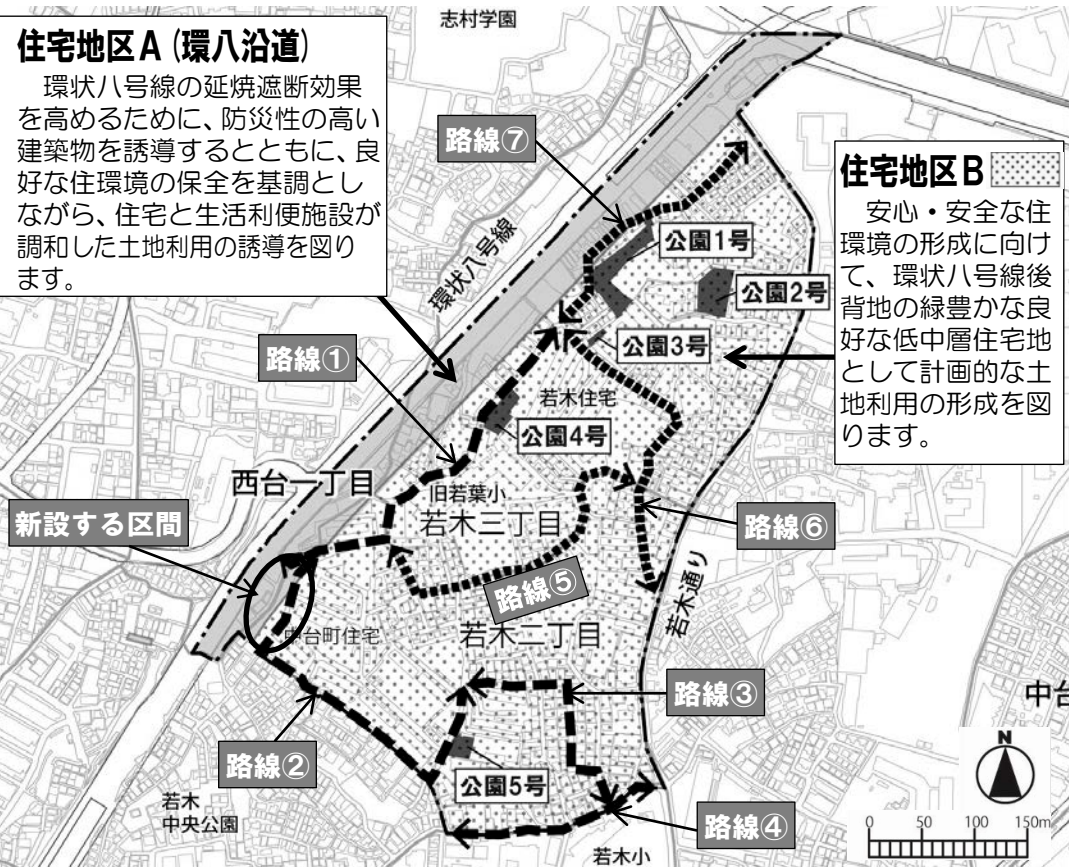 志村学園
住宅地区A（環八沿道）
環状八号線の延焼遮断効果
を高めるために、防災性の高い
建築物を誘導するとともに、良
好な住環境の保全を基調とし
ながら、住宅と生活利便施設が
調和した土地利用の誘導を図り
ます。
路線⑦
住宅地区B
安心・安全な住
環境の形成に向け
て、環状八号線後
背地の緑豊かな良
好な低中層住宅地
として計画的な土
地利用の形成を図
ります。
公園1号
公園2号
環状八号線
公園3号
路線①
若木住宅
公園4号
西台一丁目
旧若葉小
若木三丁目
新設する区間
路線⑥
路線⑤
若木通り
中台町住宅
若木二丁目
路線③
中台
路線②
公園5号
若木
中央公園
路線④
若木小
N
0 50 100 150m